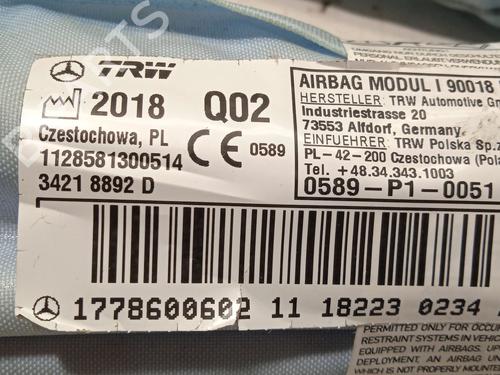 TRW
2018 Q02
Czestochowa, PL
CE 0589
1128581300514
3421 8892 D
AIRBAG MODUL I 90018
HERSTELLER: TRW Automotive
Industriestrasse 20
73553 Alfdorf, Germany
EINFUEHRER: TRW Polska Sp.z
PL-42-200 Czestochowa
Tel. +48.34.343.1003
0589-P1-0051
1778600602 11 18223 0234
PERMITTED ONLY FOR
RESTRAINT SYSTEMS IN
EQUIPPED WITH AIRBAGS.
DEPLOYMENT, AN AIRBAG